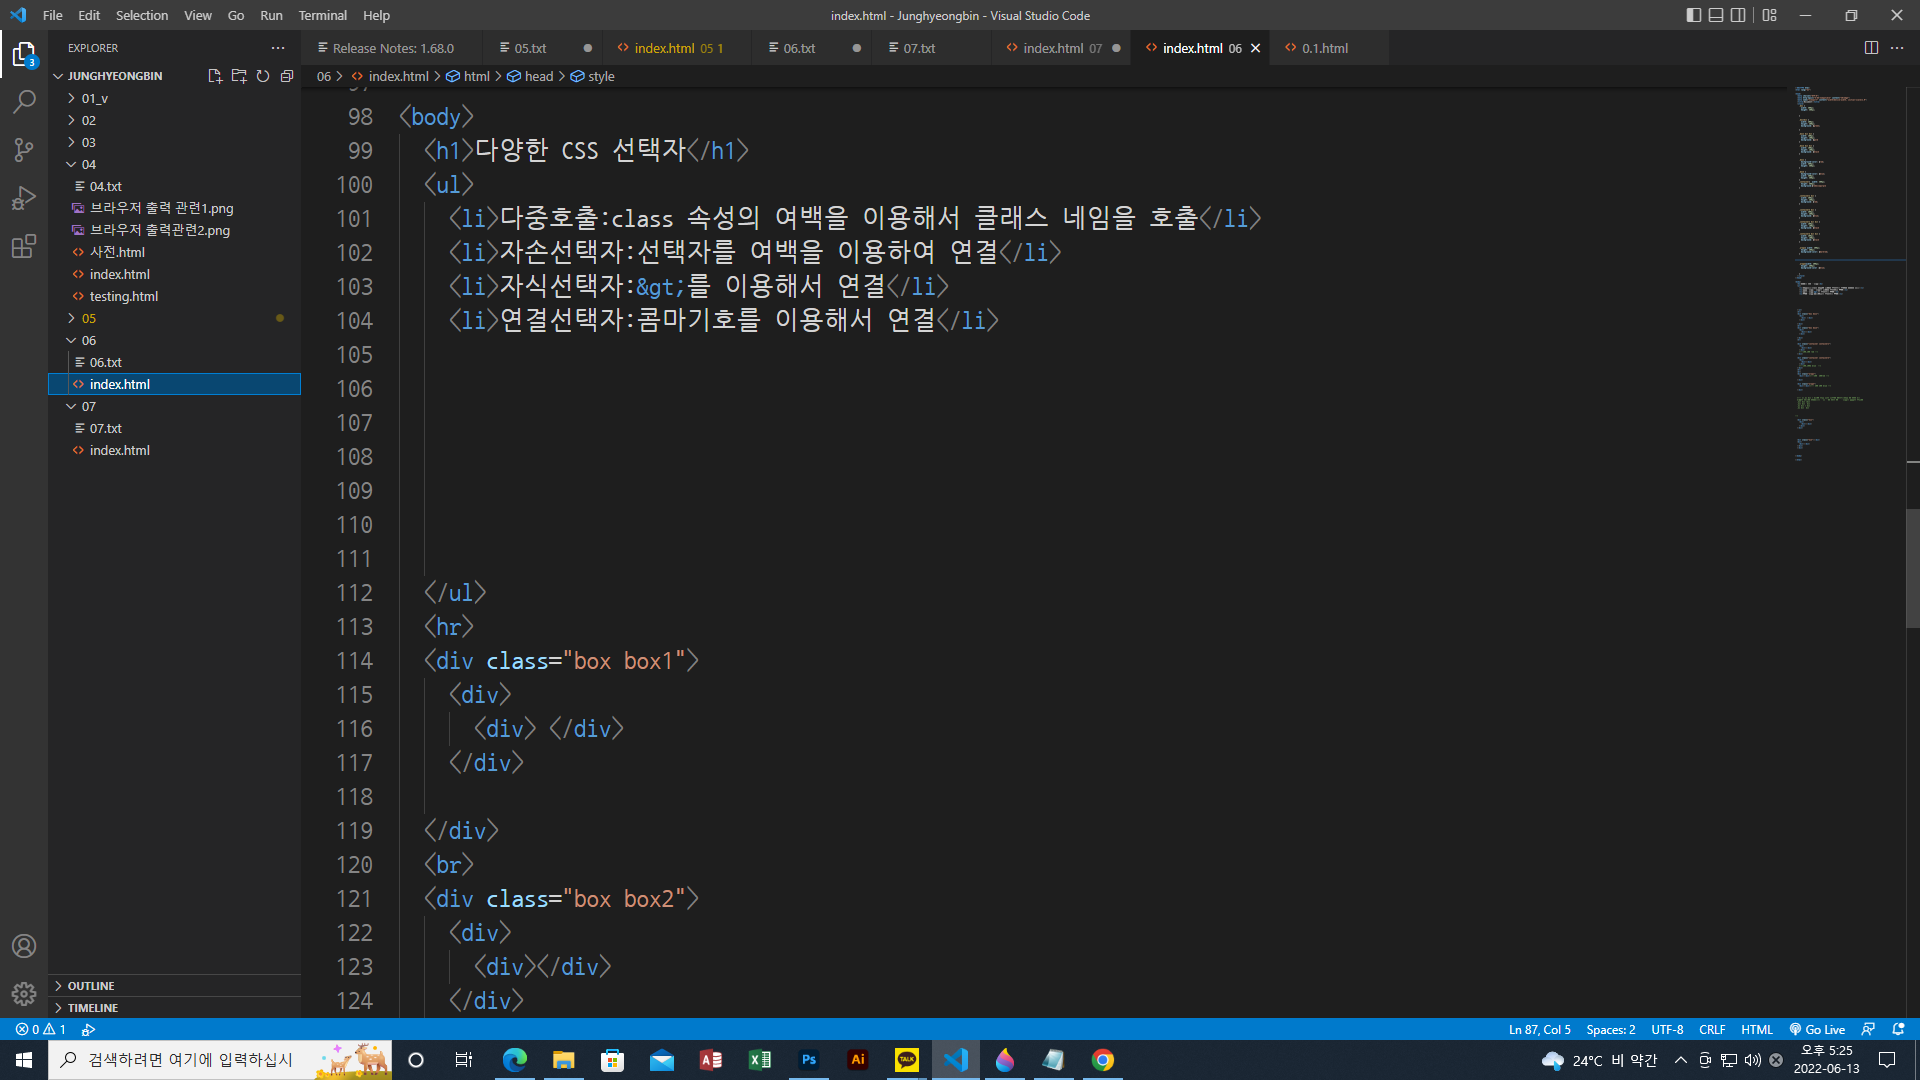 File Edit Selection View Go Run Terminal Help
index.html - Junghyeongbin - Visual Studio Code
EXPLORER
Release Notes: 1.68.0
05.txt
index.html 05 1
06.txt
07.txt
index.html 07
index.html 06
0.1.html
JUNGHYEONGBIN
06 > index.html > html > head > style
01_v
02
03
04
04.txt
브라우저 출력 관련1.png
브라우저 출력관련2.png
사전.html
index.html
testing.html
05
06
06.txt
index.html
07
07.txt
index.html
OUTLINE
TIMELINE
3
98 <body>
99 <h1>다양한 CSS 선택자</h1>
100 <ul>
101 <li>다중호출:class 속성의 여백을 이용해서 클래스 네임을 호출</li>
102 <li>자손선택자:선택자를 여백을 이용하여 연결</li>
103 <li>자식선택자:&gt;를 이용해서 연결</li>
104 <li>연결선택자:콤마기호를 이용해서 연결</li>
105
106
107
108
109
110
111
112 </ul>
113 <hr>
114 <div class="box box1">
115 <div>
116 <div> </div>
117 </div>
118
119 </div>
120 <br>
121 <div class="box box2">
122 <div>
123 <div></div>
124 </div>
0 1
Ln 87, Col 5 Spaces: 2 UTF-8 CRLF HTML Go Live
검색하려면 여기에 입력하십시
Ps
Ai
TALK
24°C 비 약간
오후 5:25
2022-06-13